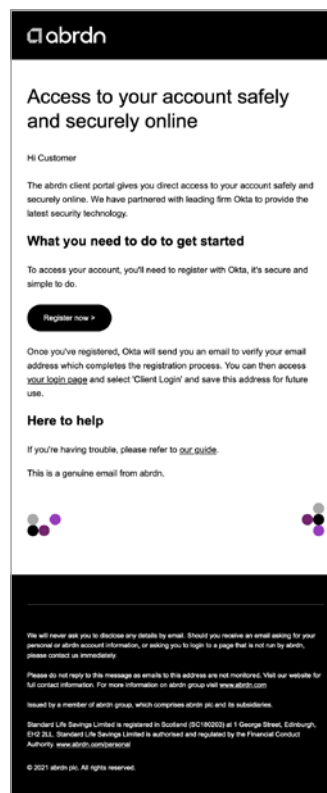 abrdn
Access to your account safely
and securely online
Hi Customer
The abrdn client portal gives you direct access to your account safely and
securely online. We have partnered with leading firm Okta to provide the
latest security technology.
What you need to do to get started
To access your account, you'll need to register with Okta, it's secure and
simple to do.
Register now >
Once you've registered, Okta will send you an email to verify your email
address which completes the registration process. You can then access
your login page and select 'Client Login' and save this address for future
use.
Here to help
If you're having trouble, please refer to our guide.
This is a genuine email from abrdn.
We will never ask you to disclose any details by email. Should you receive an email asking for your
personal or abrdn account information, or asking you to login to a page that is not run by abrdn,
please contact us immediately.
Please do not reply to this message as emails to this address are not monitored. Visit our website for
full contact information. For more information on abrdn group visit www.abrdn.com
Issued by a member of abrdn group, which comprises abrdn plc and its subsidiaries.
Standard Life Savings Limited is registered in Scotland (SC180203) at 1 George Street, Edinburgh,
EH2 2LL. Standard Life Savings Limited is authorised and regulated by the Financial Conduct
Authority. www.abrdn.com/personal
© 2021 abrdn plc. All rights reserved.